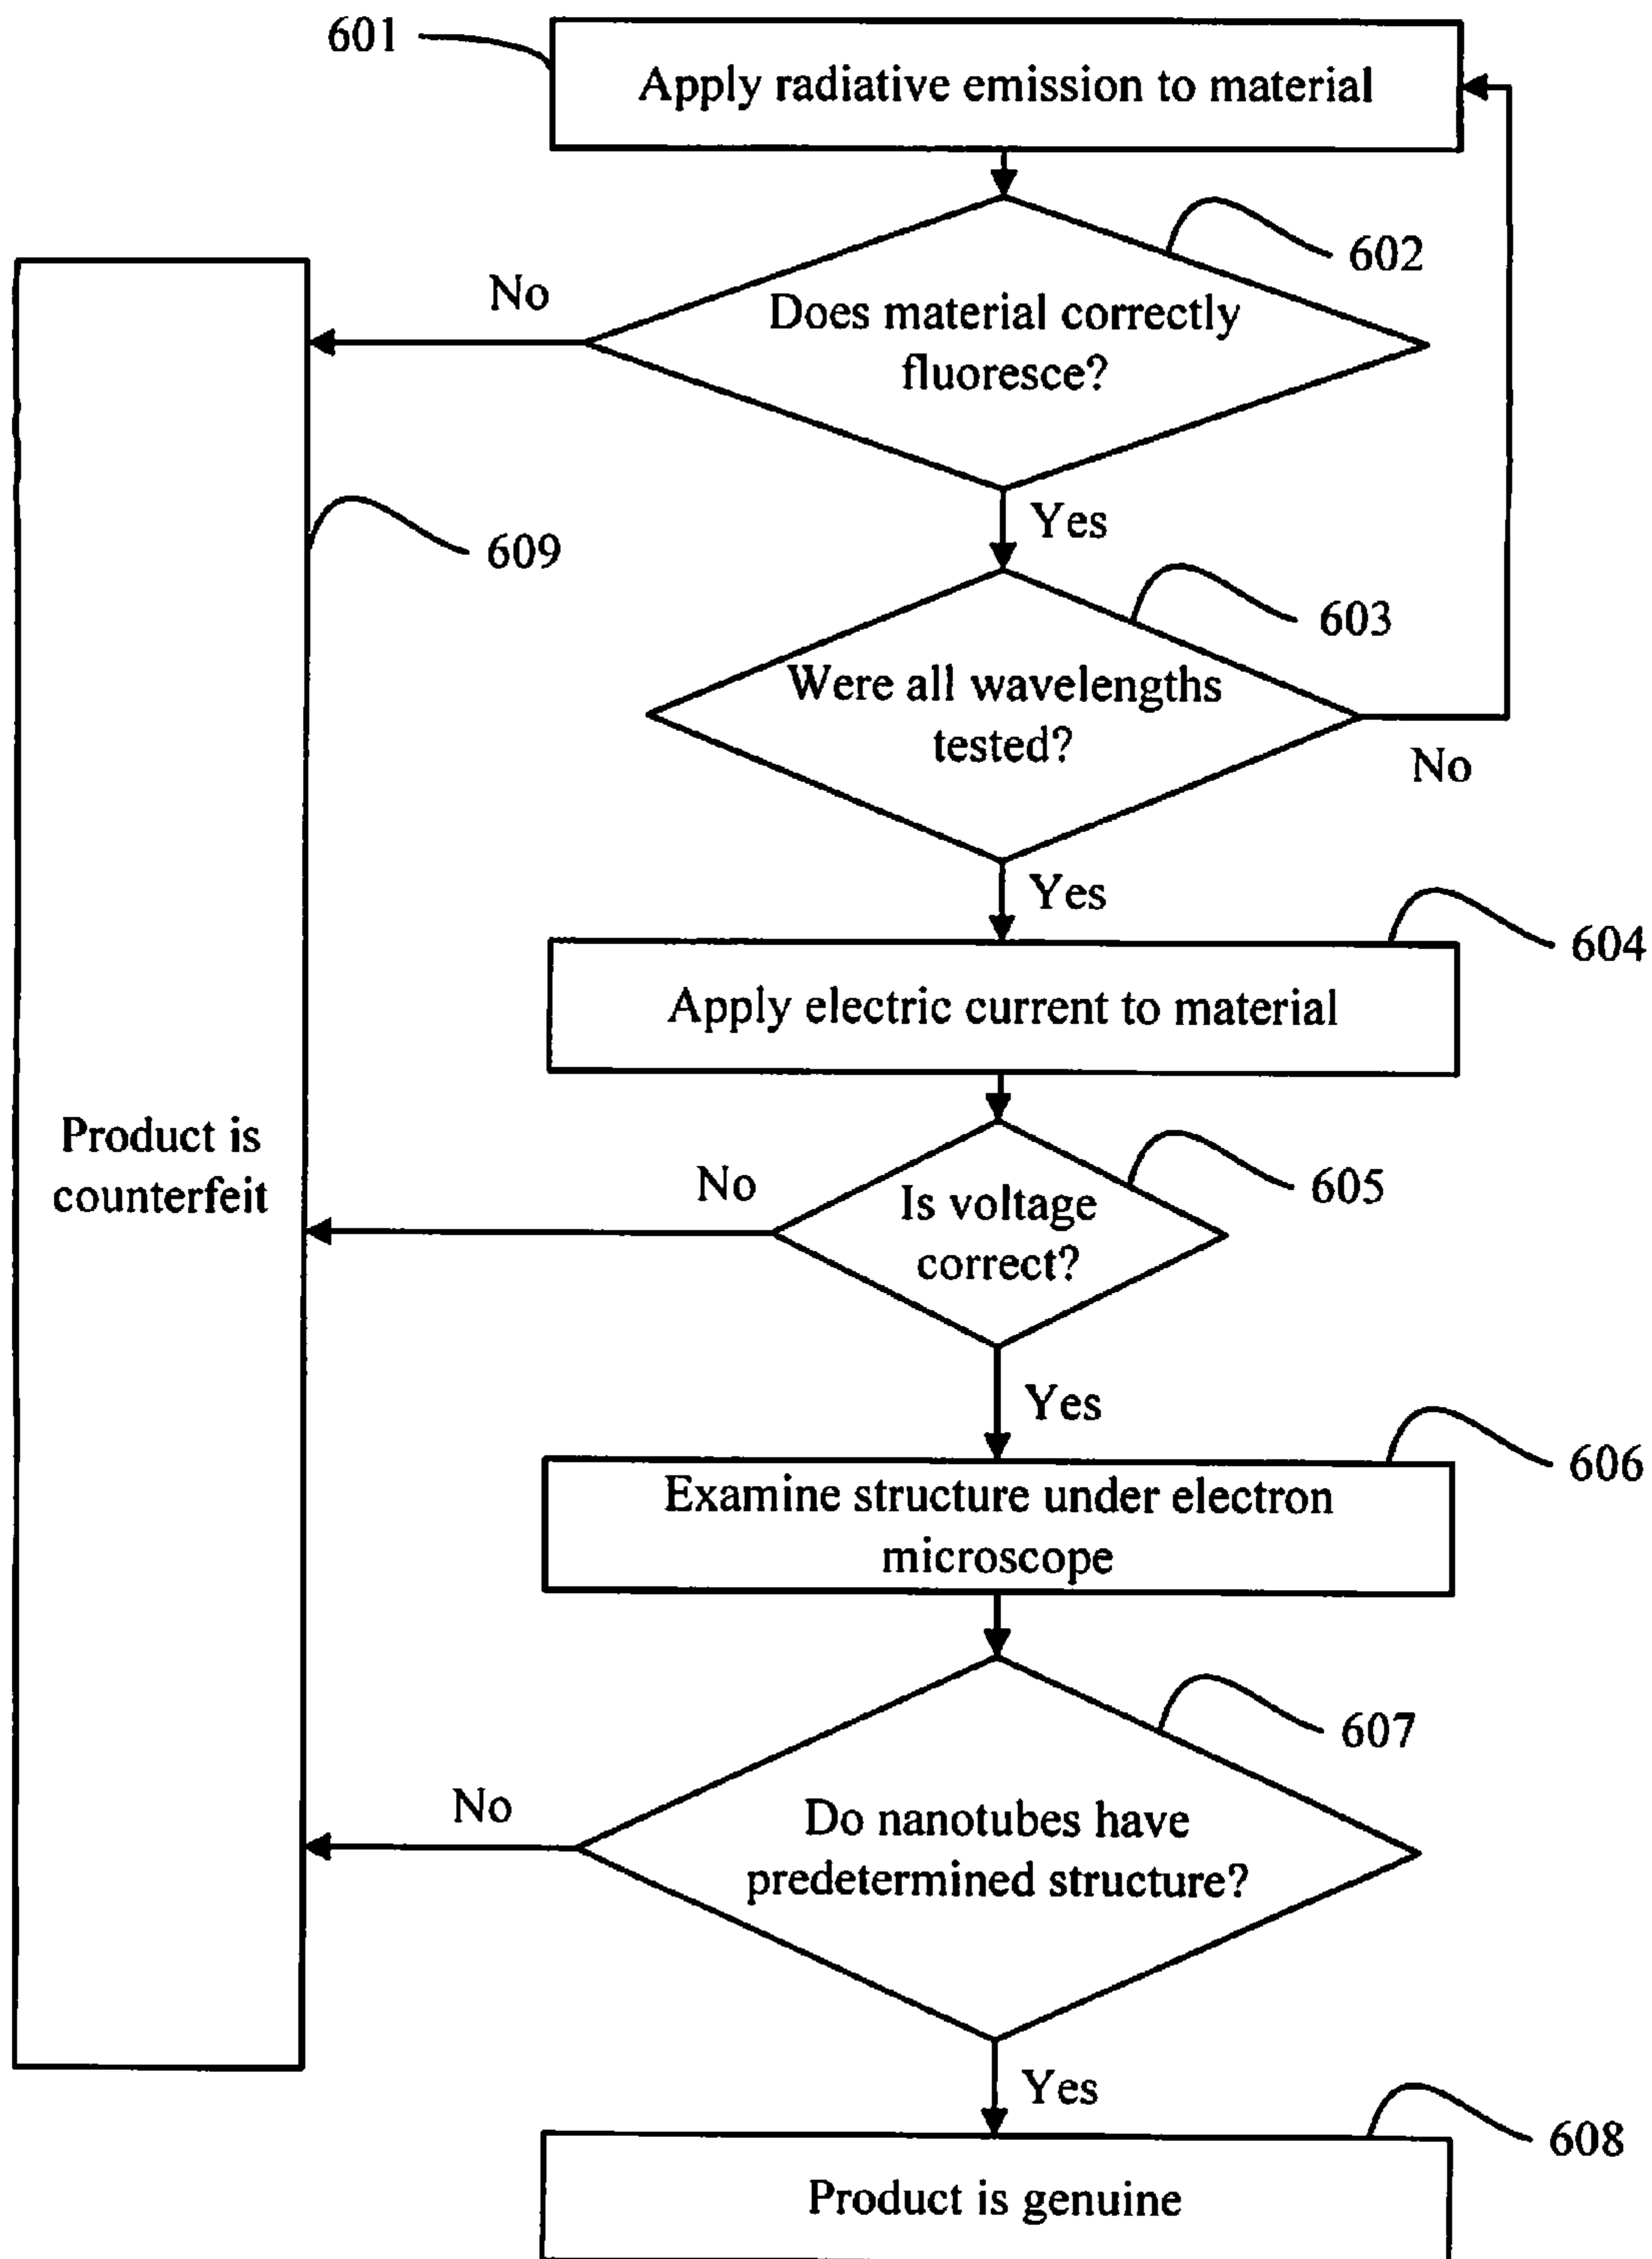 601
Apply radiative emission to material
602
No
Does material correctly
fluoresce?
Yes
609
603
Were all wavelengths
tested?
No
Yes
604
Apply electric current to material
Product is
counterfeit
No
605
Is voltage
correct?
Yes
606
Examine structure under electron
microscope
607
No
Do nanotubes have
predetermined structure?
Yes
608
Product is genuine